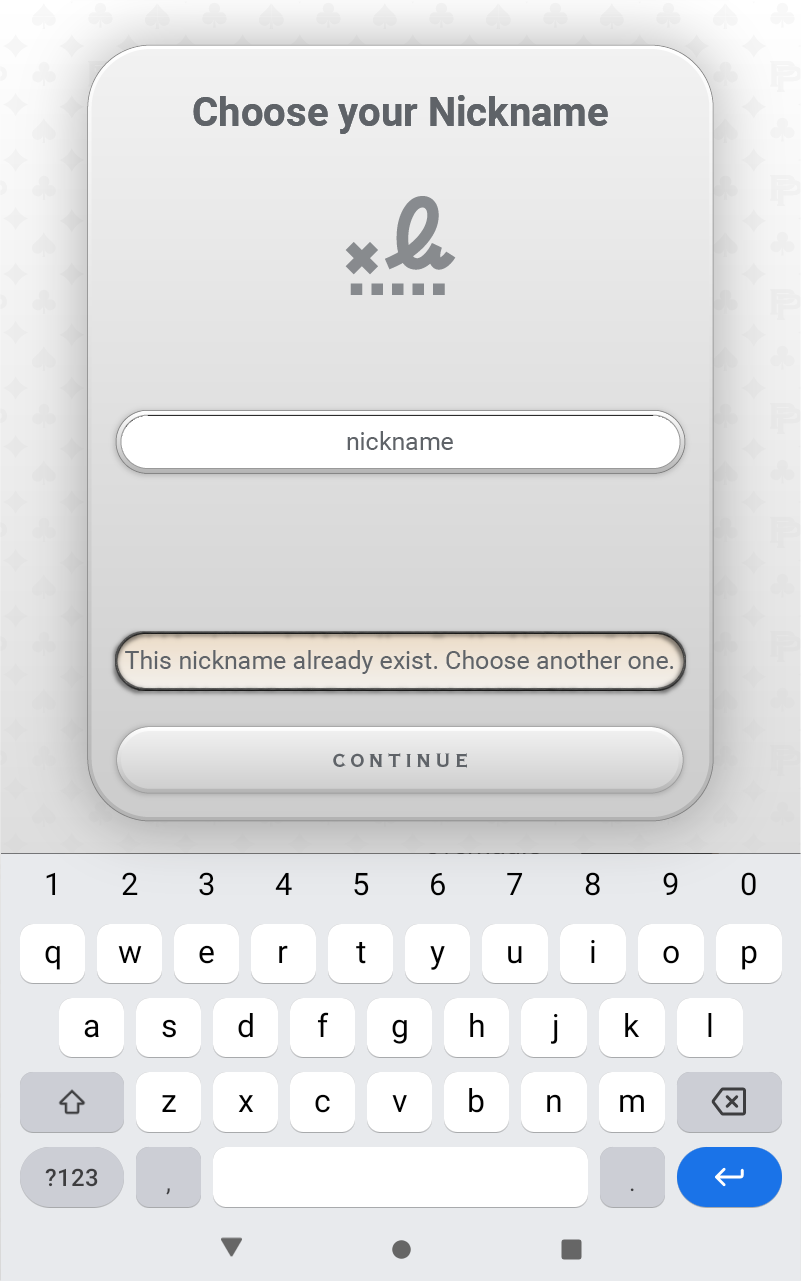 Choose your Nickname
nickname
This nickname already exist. Choose another one.
CONTINUE
1 2 3 4 5 6 7 8 9 0
q w e r t y u i o p
a s d f g h j k l
z x c v b n m
?123 , .